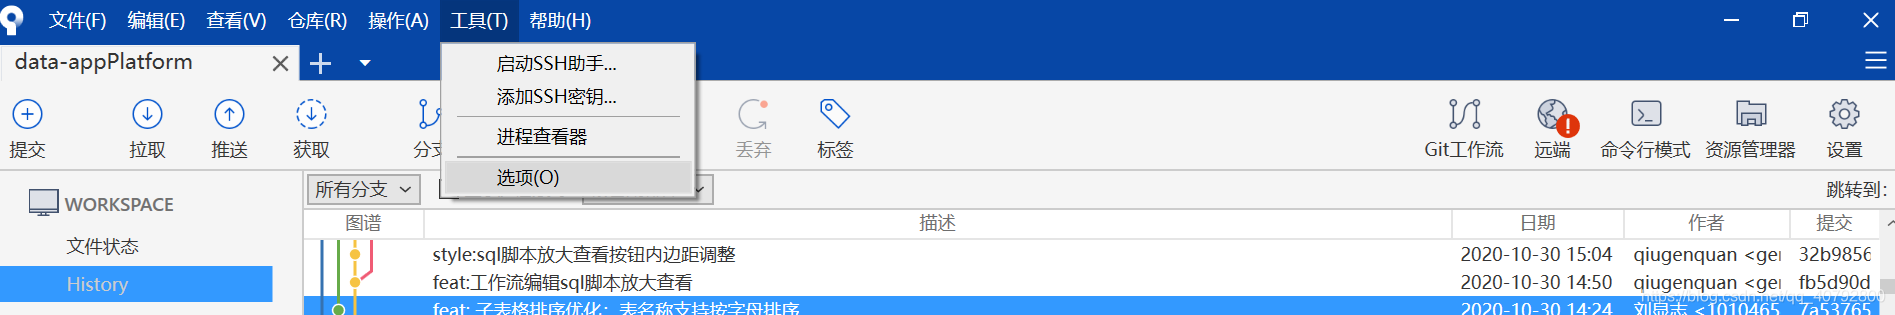 文件(F) 编辑(E) 查看(V) 仓库(R) 操作(A) 工具(T) 帮助(H)
data-appPlatform
启动SSH助手...
添加SSH密钥...
进程查看器
选项(O)
提交 拉取 推送 获取 分支 丢弃 标签 Git工作流 远端 命令行模式 资源管理器 设置
所有分支 跳转到:
WORKSPACE
文件状态
History
图谱 描述 日期 作者 提交
style:sql脚本放大查看按钮内边距调整 2020-10-30 15:04 qiugenquan <gen 32b9856
feat:工作流编辑sql脚本放大查看 2020-10-30 14:50 qiugenquan <gen fb5d90d
feat: 子表格排序优化；表名称支持按字母排序 2020-10-30 14:24 <1010465 7a53765
https://blog.csdn.net/qq_40792800